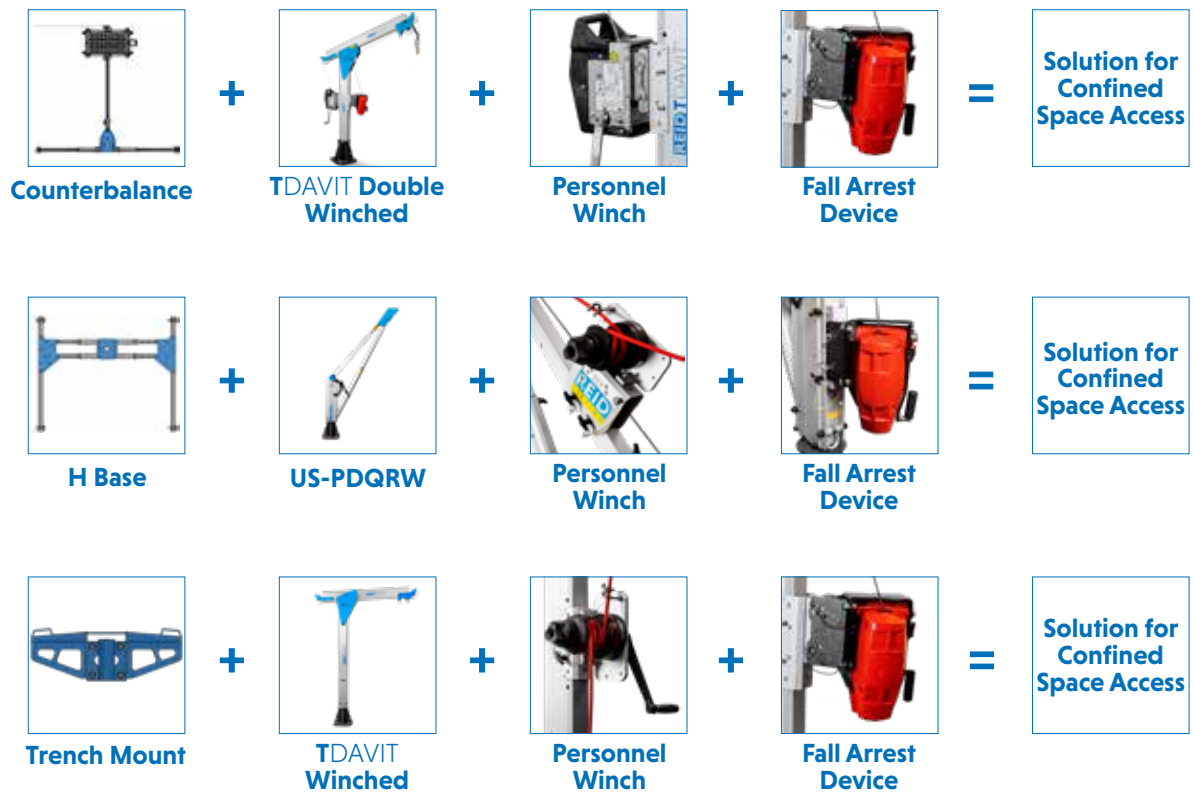 +
+
+
=
Solution for
Confined
Space Access
REIDTDAVIT
Counterbalance
TDAVIT Double
Winched
Personnel
Winch
Fall Arrest
Device
+
+
+
=
Solution for
Confined
Space Access
REID
H Base
US-PDQRW
Personnel
Winch
Fall Arrest
Device
+
+
+
=
Solution for
Confined
Space Access
Trench Mount
TDAVIT
Winched
Personnel
Winch
Fall Arrest
Device